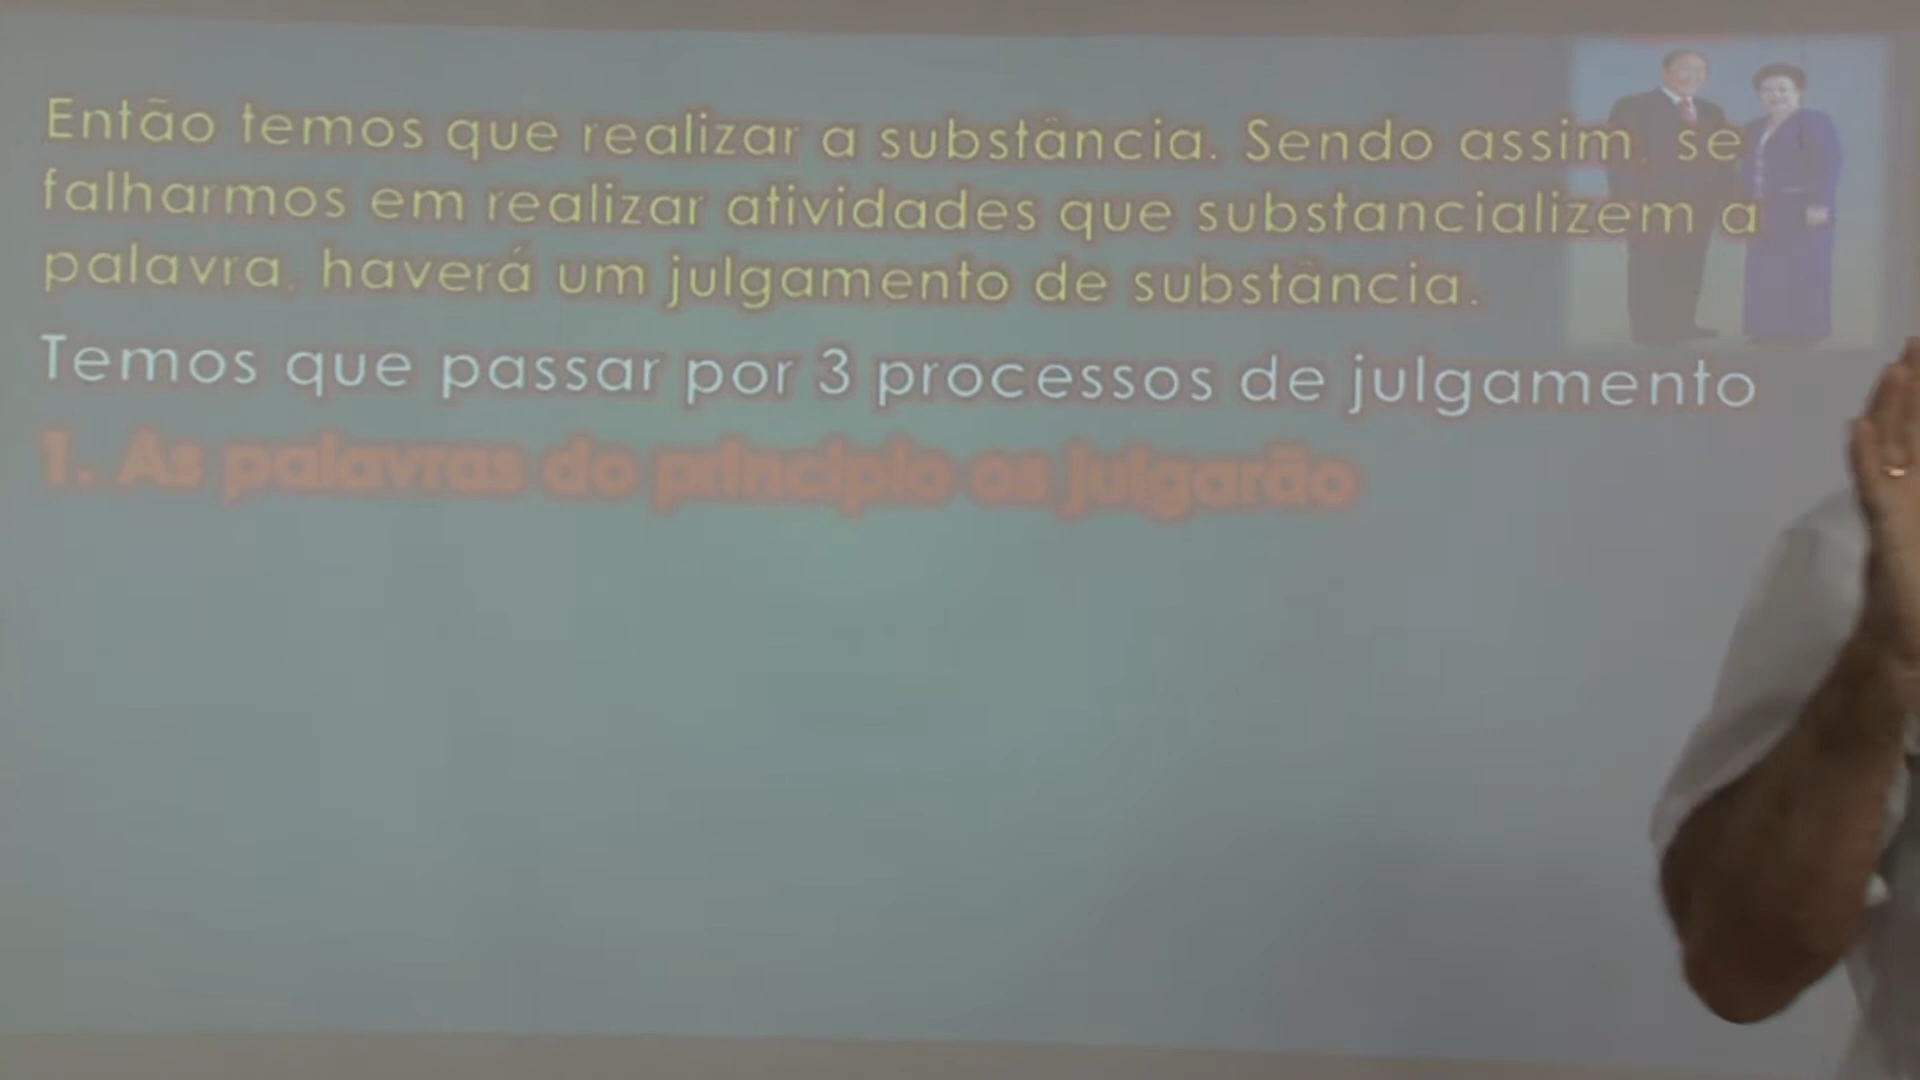 Então temos que realizar a substância. Sendo assim, se
falharmos em realizar atividades que substancializem a
palavra, haverá um julgamento de substância.
Temos que passar por 3 processos de julgamento
1. As palavras do princípio os julgarão